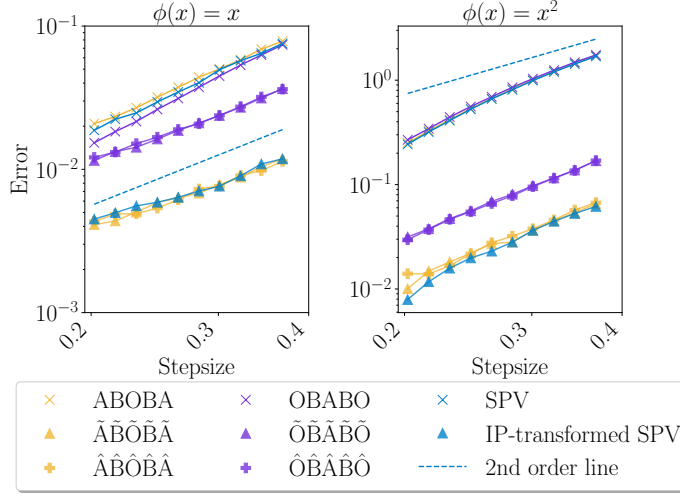 ϕ(x) = x
ϕ(x) = x²
Error
10⁻¹
10⁻²
10⁻³
0.2
0.3
0.4
Stepsize
10⁰
10⁻¹
10⁻²
0.2
0.3
0.4
Stepsize
ABOBA
ÃB̃ÕB̃Ã
ÂB̂ÔB̂Â
OBABO
ÕB̃ÃB̃Õ
ÔB̂ÂB̂Ô
SPV
IP-transformed SPV
2nd order line